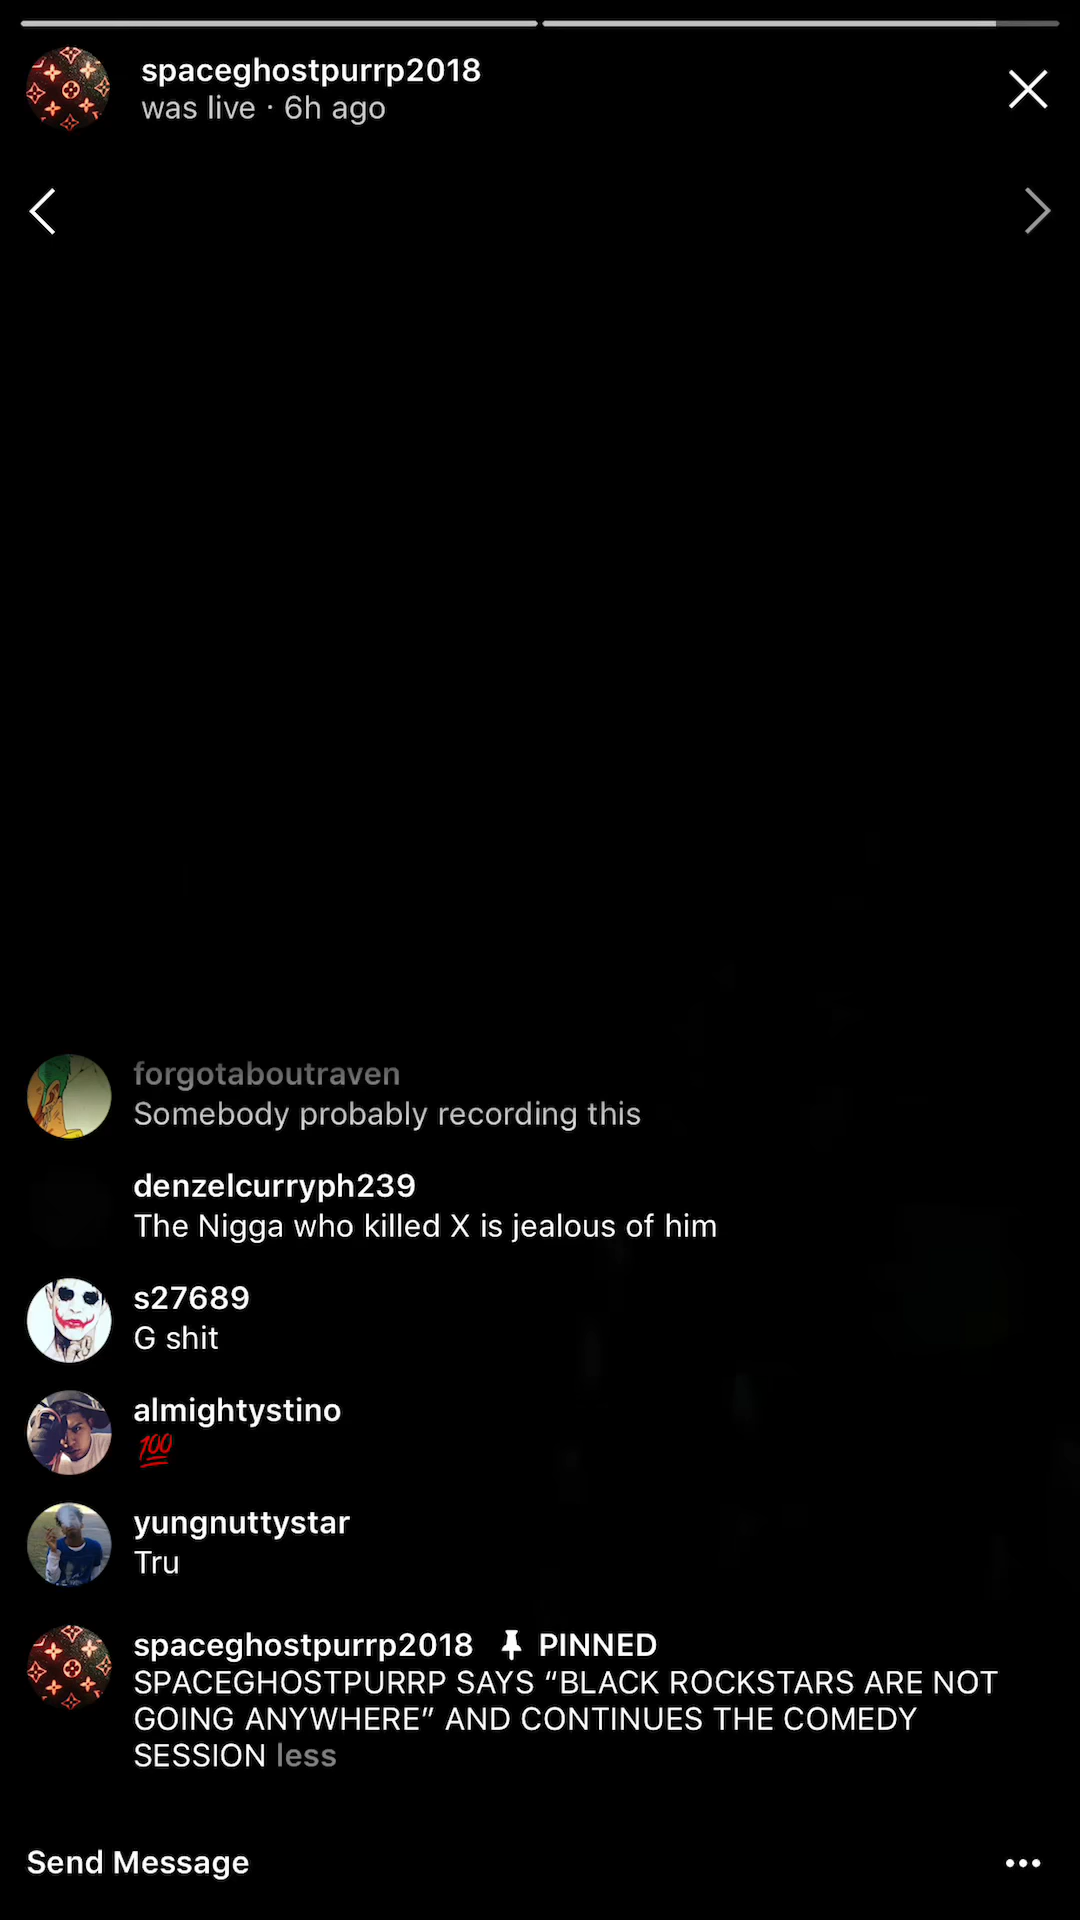 spaceghostpurrp2018
was live · 6h ago
forgotaboutraven
Somebody probably recording this
denzelcurryph239
The Nigga who killed X is jealous of him
s27689
G shit
almightystino
💯
yungnuttystar
Tru
spaceghostpurrp2018 📌 PINNED
SPACEGHOSTPURRP SAYS “BLACK ROCKSTARS ARE NOT
GOING ANYWHERE” AND CONTINUES THE COMEDY
SESSION less
Send Message